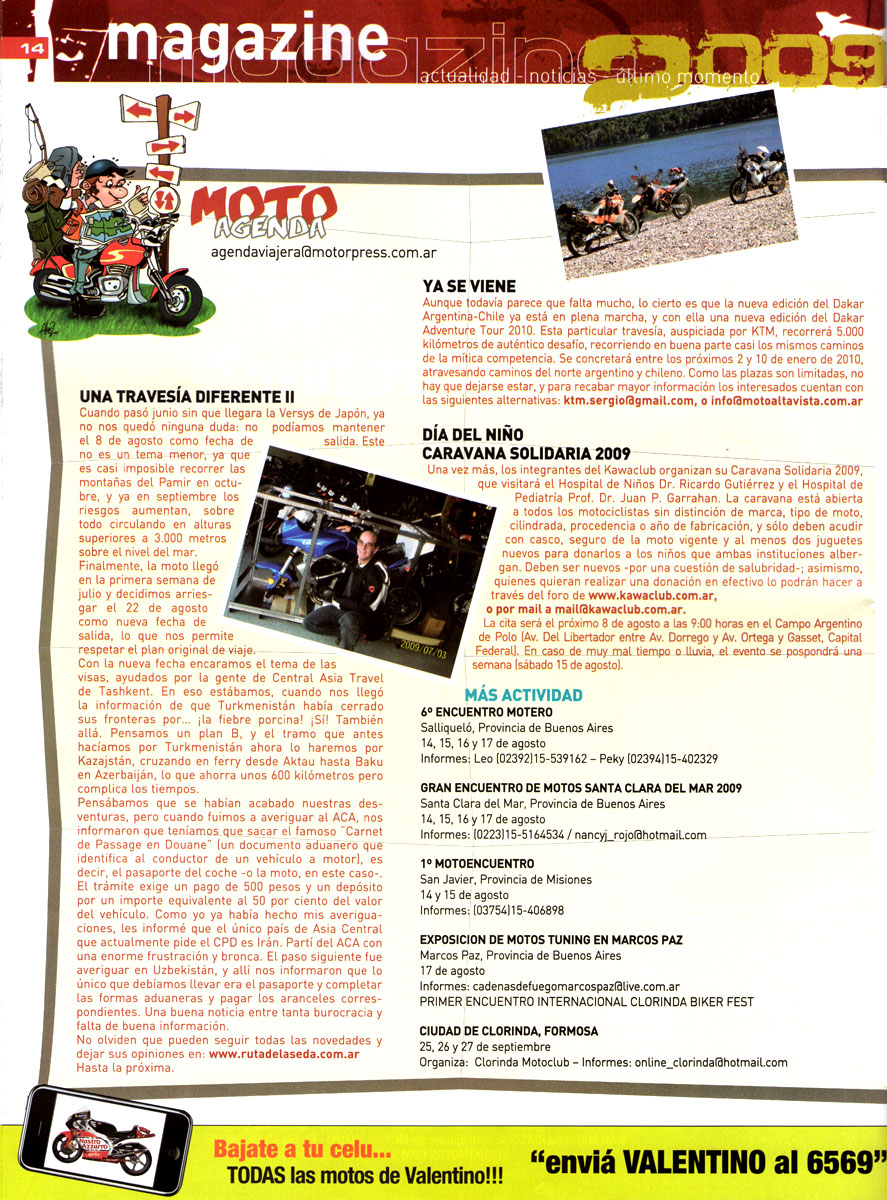 14
magazine
magazine
2009
actualidad - noticias - último momento...
MOTO
AGENDA
agendaviajera@motorpress.com.ar
UNA TRAVESÍA DIFERENTE II
Cuando pasó junio sin que llegara la Versys de Japón, ya
no nos quedó ninguna duda: no podíamos mantener
el 8 de agosto como fecha de salida. Este
no es un tema menor, ya que
es casi imposible recorrer las
montañas del Pamir en octu-
bre, y ya en septiembre los
riesgos aumentan, sobre
todo circulando en alturas
superiores a 3.000 metros
sobre el nivel del mar.
Finalmente, la moto llegó
en la primera semana de
julio y decidimos arries-
gar el 22 de agosto
como nueva fecha de
salida, lo que nos permite
respetar el plan original de viaje.
Con la nueva fecha encaramos el tema de las
visas, ayudados por la gente de Central Asia Travel
de Tashkent. En eso estábamos, cuando nos llegó
la información de que Turkmenistán había cerrado
sus fronteras por... ¡la fiebre porcina! ¡Sí! También
allá. Pensamos un plan B, y el tramo que antes
hacíamos por Turkmenistán ahora lo haremos por
Kazajstán, cruzando en ferry desde Aktau hasta Baku
en Azerbaiján, lo que ahorra unos 600 kilómetros pero
complica los tiempos.
Pensábamos que se habían acabado nuestras des-
venturas, pero cuando fuimos a averiguar al ACA, nos
informaron que teníamos que sacar el famoso "Carnet
de Passage en Douane" (un documento aduanero que
identifica al conductor de un vehículo a motor), es
decir, el pasaporte del coche -o la moto, en este caso-.
El trámite exige un pago de 500 pesos y un depósito
por un importe equivalente al 50 por ciento del valor
del vehículo. Como yo ya había hecho mis averigua-
ciones, les informé que el único país de Asia Central
que actualmente pide el CPD es Irán. Partí del ACA con
una enorme frustración y bronca. El paso siguiente fue
averiguar en Uzbekistán, y allí nos informaron que lo
único que debíamos llevar era el pasaporte y completar
las formas aduaneras y pagar los aranceles corres-
pondientes. Una buena noticia entre tanta burocracia y
falta de buena información.
No olviden que pueden seguir todas las novedades y
dejar sus opiniones en: www.rutadelaseda.com.ar
Hasta la próxima.
2009/07/03
YA SE VIENE
Aunque todavía parece que falta mucho, lo cierto es que la nueva edición del Dakar
Argentina-Chile ya está en plena marcha, y con ella una nueva edición del Dakar
Adventure Tour 2010. Esta particular travesía, auspiciada por KTM, recorrerá 5.000
kilómetros de auténtico desafío, recorriendo en buena parte casi los mismos caminos
de la mítica competencia. Se concretará entre los próximos 2 y 10 de enero de 2010,
atravesando caminos del norte argentino y chileno. Como las plazas son limitadas, no
hay que dejarse estar, y para recabar mayor información los interesados cuentan con
las siguientes alternativas: ktm.sergio@gmail.com, o info@motoaltavista.com.ar
DÍA DEL NIÑO
CARAVANA SOLIDARIA 2009
Una vez más, los integrantes del Kawaclub organizan su Caravana Solidaria 2009,
que visitará el Hospital de Niños Dr. Ricardo Gutiérrez y el Hospital de
Pediatría Prof. Dr. Juan P. Garrahan. La caravana está abierta
a todos los motociclistas sin distinción de marca, tipo de moto,
cilindrada, procedencia o año de fabricación, y sólo deben acudir
con casco, seguro de la moto vigente y al menos dos juguetes
nuevos para donarlos a los niños que ambas instituciones alber-
gan. Deben ser nuevos -por una cuestión de salubridad-; asimismo,
quienes quieran realizar una donación en efectivo lo podrán hacer a
través del foro de www.kawaclub.com.ar,
o por mail a mail@kawaclub.com.ar.
La cita será el próximo 8 de agosto a las 9:00 horas en el Campo Argentino
de Polo (Av. Del Libertador entre Av. Dorrego y Av. Ortega y Gasset, Capital
Federal). En caso de muy mal tiempo o lluvia, el evento se pospondrá una
semana (sábado 15 de agosto).
MÁS ACTIVIDAD
6º ENCUENTRO MOTERO
Salliqueló, Provincia de Buenos Aires
14, 15, 16 y 17 de agosto
Informes: Leo (02392)15-539162 – Peky (02394)15-402329
GRAN ENCUENTRO DE MOTOS SANTA CLARA DEL MAR 2009
Santa Clara del Mar, Provincia de Buenos Aires
14, 15, 16 y 17 de agosto
Informes: (0223)15-5164534 / nancyj_rojo@hotmail.com
1º MOTOENCUENTRO
San Javier, Provincia de Misiones
14 y 15 de agosto
Informes: (03754)15-406898
EXPOSICION DE MOTOS TUNING EN MARCOS PAZ
Marcos Paz, Provincia de Buenos Aires
17 de agosto
Informes: cadenasdefuegomarcospaz@live.com.ar
PRIMER ENCUENTRO INTERNACIONAL CLORINDA BIKER FEST
CIUDAD DE CLORINDA, FORMOSA
25, 26 y 27 de septiembre
Organiza: Clorinda Motoclub – Informes: online_clorinda@hotmail.com
Nastro
Azzurro
Bajate a tu celu...
TODAS las motos de Valentino!!!
"enviá VALENTINO al 6569"